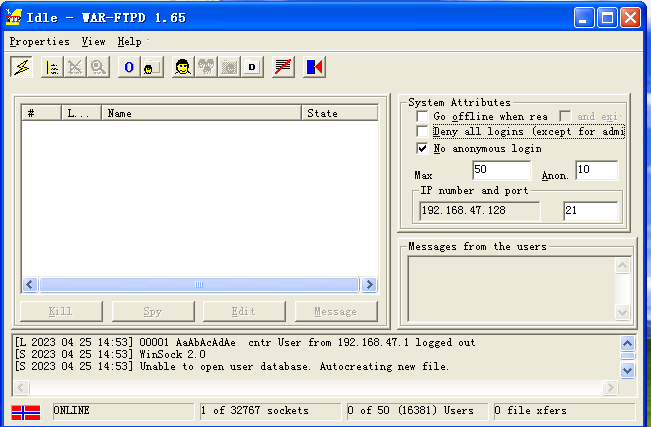 Idle - WAR-FTPD 1.65
Properties View Help
O D
# L... Name State
System Attributes
Go offline when rea and exi
Deny all logins (except for admi
No anonymous login
Max 50 Anon. 10
IP number and port
192.168.47.128 21
Messages from the users
Kill Spy Edit Message
[L 2023 04 25 14:53] 00001 AaAbAcAdAe cntr User from 192.168.47.1 logged out
[S 2023 04 25 14:53] WinSock 2.0
[S 2023 04 25 14:53] Unable to open user database. Autocreating new file.
ONLINE 1 of 32767 sockets 0 of 50 (16381) Users 0 file xfers